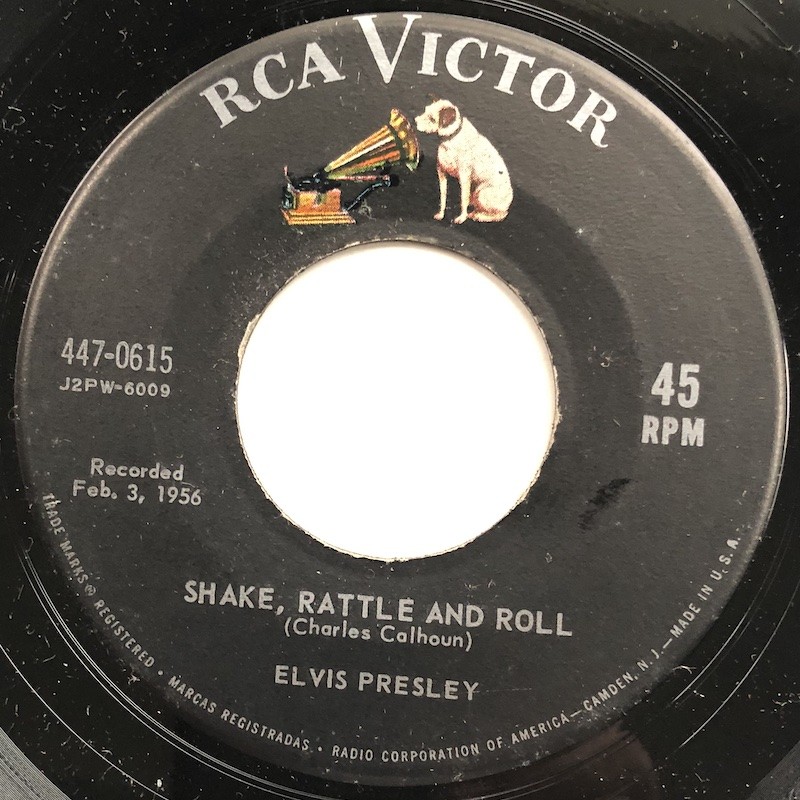 RCA VICTOR
447-0615
J2PW-6009
45
RPM
Recorded
Feb. 3, 1956
SHAKE, RATTLE AND ROLL
(Charles Calhoun)
ELVIS PRESLEY
TRADE MARKS ® REGISTERED • MARCAS REGISTRADAS • RADIO CORPORATION OF AMERICA—CAMDEN, N. J.—MADE IN U. S. A.